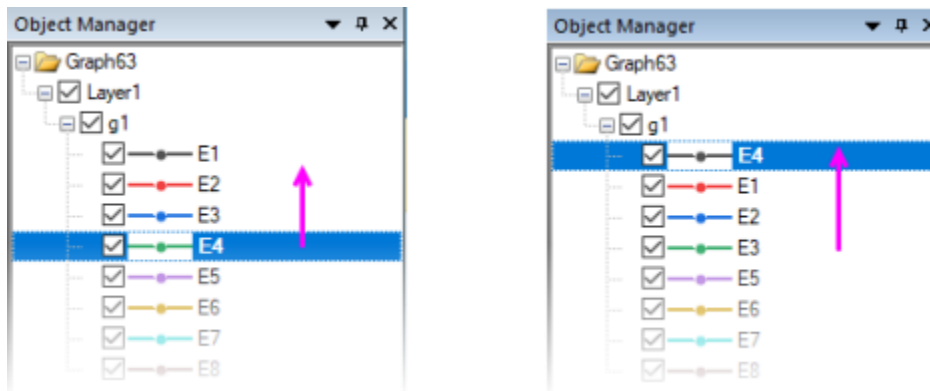 Object Manager
Graph63
Layer1
g1
E1
E2
E3
E4
E5
E6
E7
E8
Object Manager
Graph63
Layer1
g1
E4
E1
E2
E3
E5
E6
E7
E8